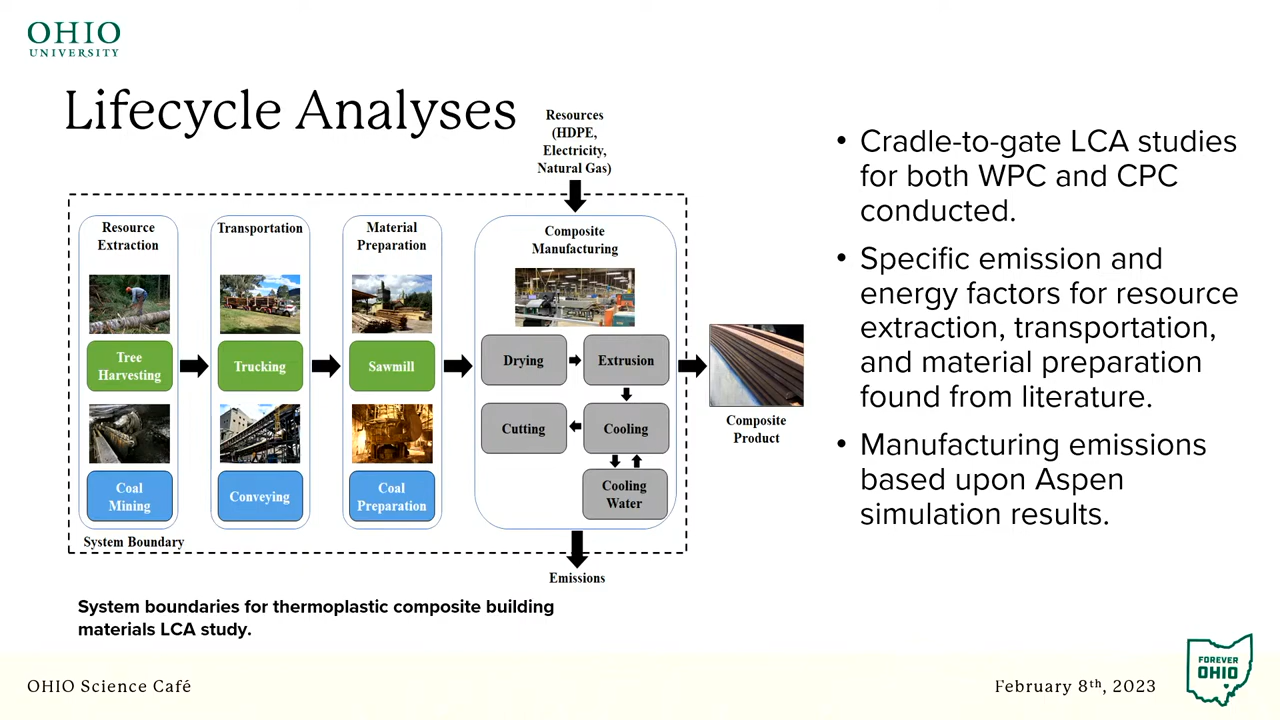 OHIO
UNIVERSITY
Lifecycle Analyses
Resources
(HDPE,
Electricity,
Natural Gas)
Resource
Extraction
Transportation
Material
Preparation
Composite
Manufacturing
Tree
Harvesting
Trucking
Sawmill
Drying
Extrusion
Cutting
Cooling
Cooling
Water
Coal
Mining
Conveying
Coal
Preparation
System Boundary
Emissions
Composite
Product
System boundaries for thermoplastic composite building
materials LCA study.
• Cradle-to-gate LCA studies
for both WPC and CPC
conducted.
• Specific emission and
energy factors for resource
extraction, transportation,
and material preparation
found from literature.
• Manufacturing emissions
based upon Aspen
simulation results.
OHIO Science Café
February 8th, 2023
FOREVER
OHIO